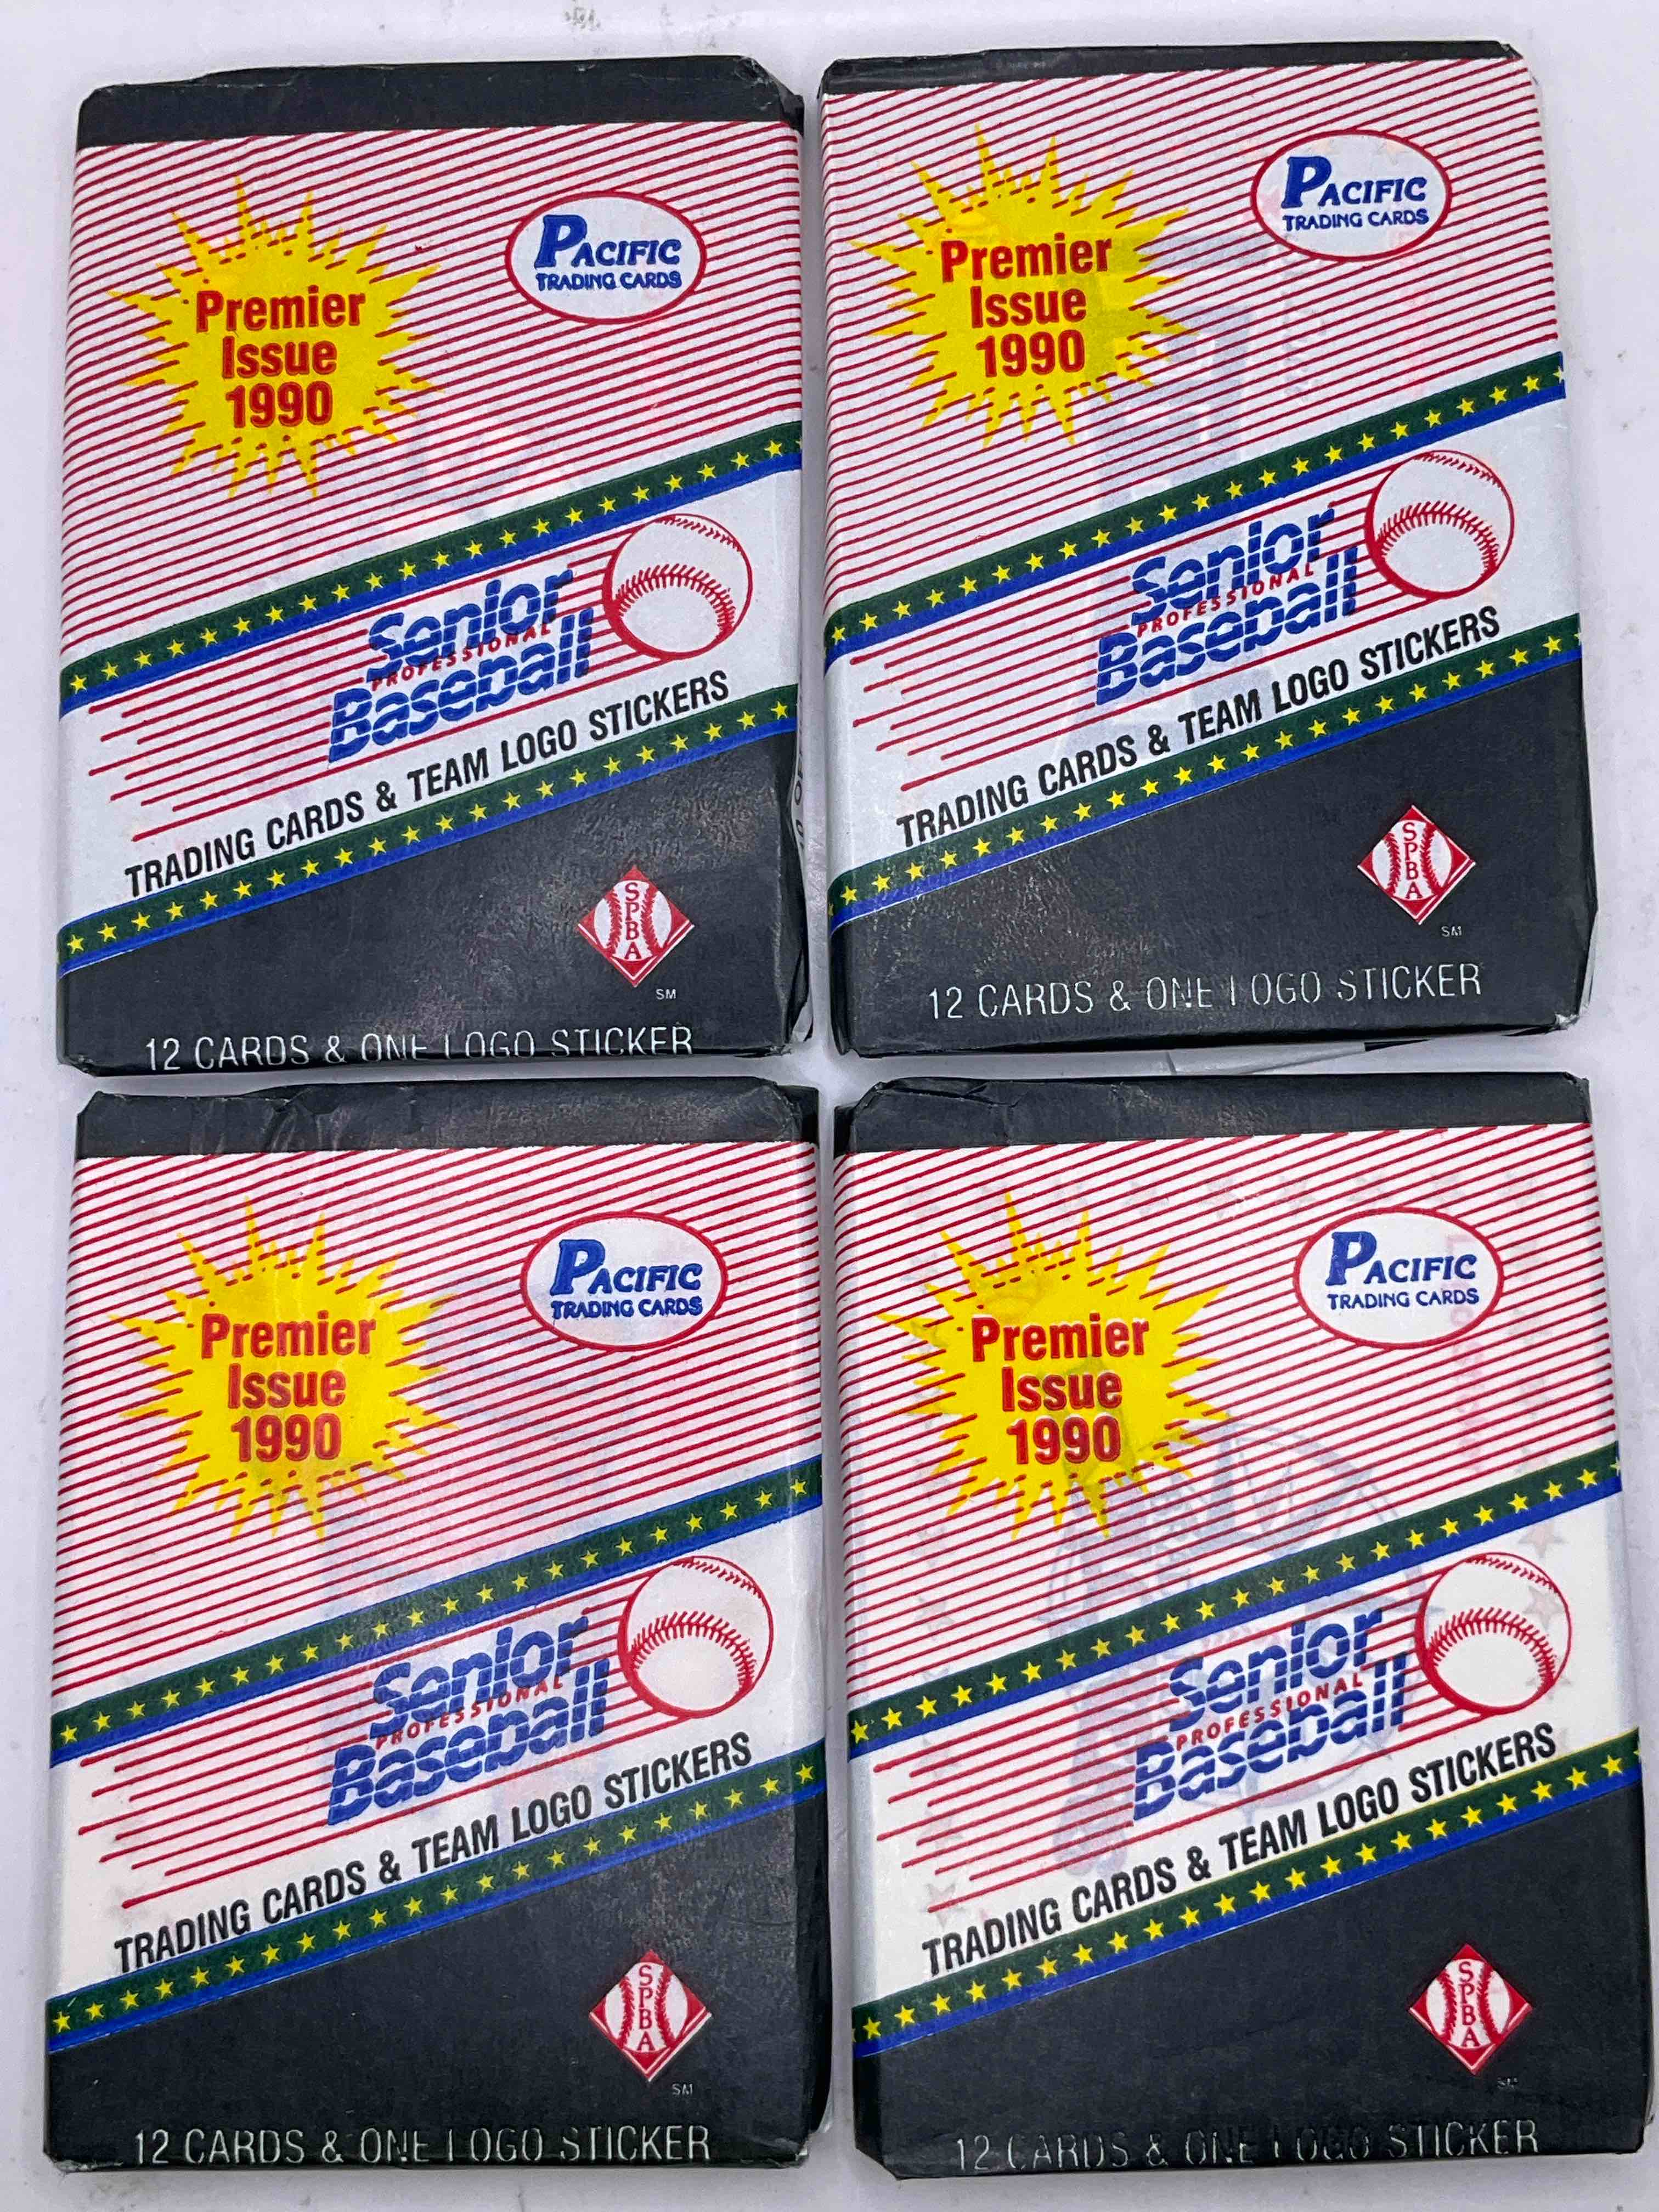 Premier
Issue
1990
PACIFIC
TRADING CARDS
Senior
PROFESSIONAL
Baseball
TRADING CARDS & TEAM LOGO STICKERS
SPBA
SM
12 CARDS & ONE LOGO STICKER
Premier
Issue
1990
PACIFIC
TRADING CARDS
Senior
PROFESSIONAL
Baseball
TRADING CARDS & TEAM LOGO STICKERS
SPBA
SM
12 CARDS & ONE LOGO STICKER
Premier
Issue
1990
PACIFIC
TRADING CARDS
Senior
PROFESSIONAL
Baseball
TRADING CARDS & TEAM LOGO STICKERS
SPBA
SM
12 CARDS & ONE LOGO STICKER
Premier
Issue
1990
PACIFIC
TRADING CARDS
Senior
PROFESSIONAL
Baseball
TRADING CARDS & TEAM LOGO STICKERS
SPBA
SM
12 CARDS & ONE LOGO STICKER